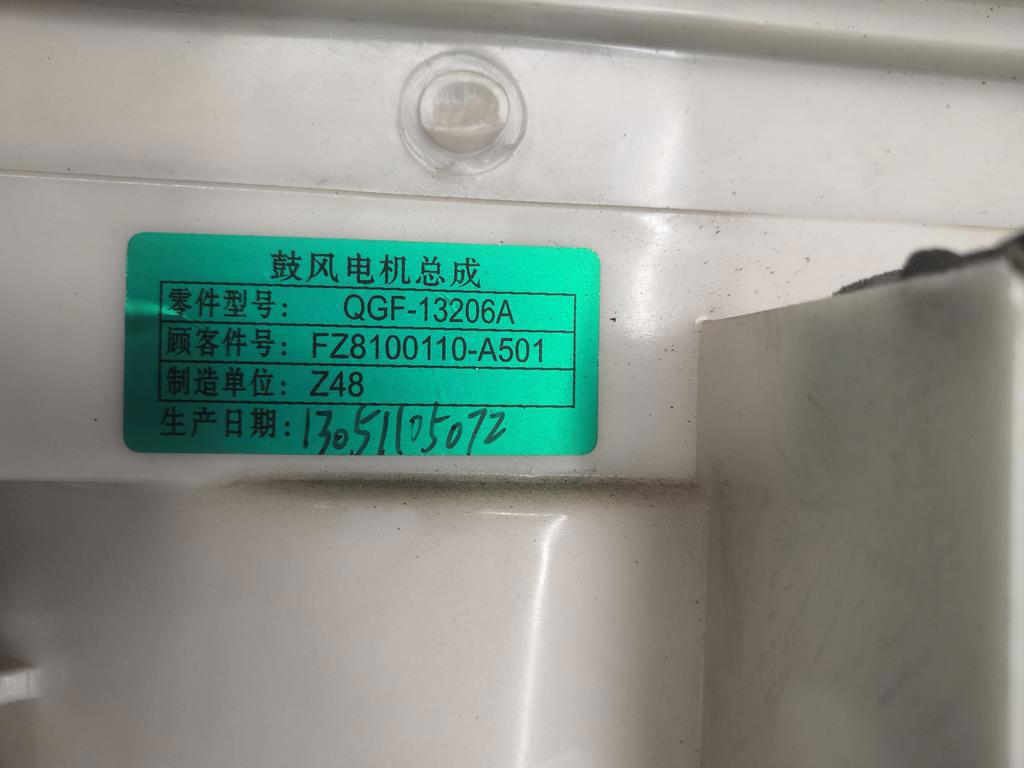 鼓风电机总成
零件型号： QGF-13206A
顾客件号： FZ8100110-A501
制造单位： Z48
生产日期：13051105072